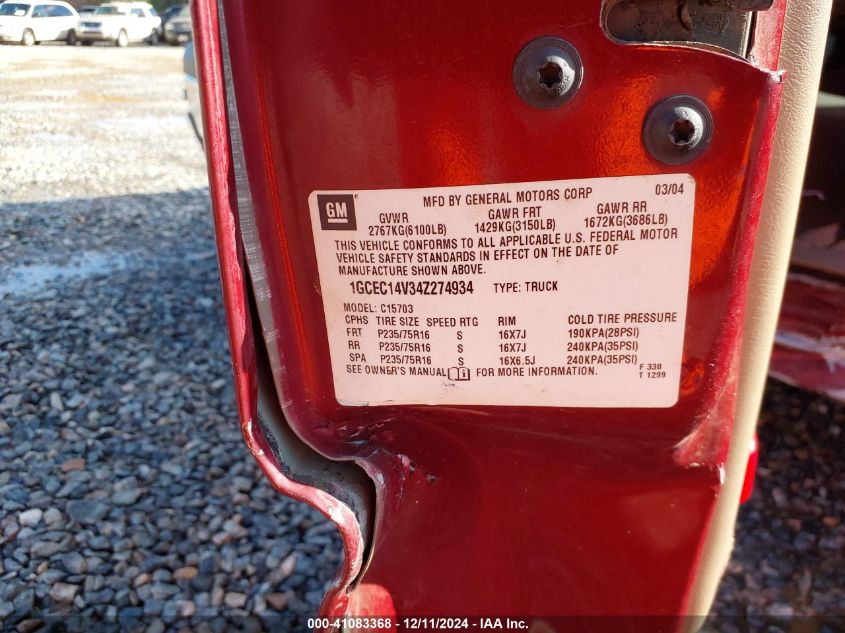 GM
MFD BY GENERAL MOTORS CORP 03/04
GVWR GAWR FRT GAWR RR
2767KG(6100LB) 1429KG(3150LB) 1672KG(3686LB)
THIS VEHICLE CONFORMS TO ALL APPLICABLE U.S. FEDERAL MOTOR
VEHICLE SAFETY STANDARDS IN EFFECT ON THE DATE OF
MANUFACTURE SHOWN ABOVE.
1GCEC14V34Z274934 TYPE: TRUCK
MODEL: C15703
CPHS TIRE SIZE SPEED RTG RIM COLD TIRE PRESSURE
FRT P235/75R16 S 16X7J 190KPA(28PSI)
RR P235/75R16 S 16X7J 240KPA(35PSI)
SPA P235/75R16 S 16X6.5J 240KPA(35PSI)
SEE OWNER'S MANUAL FOR MORE INFORMATION.
F 330
T 1299
000-41083368 - 12/11/2024 - IAA Inc.